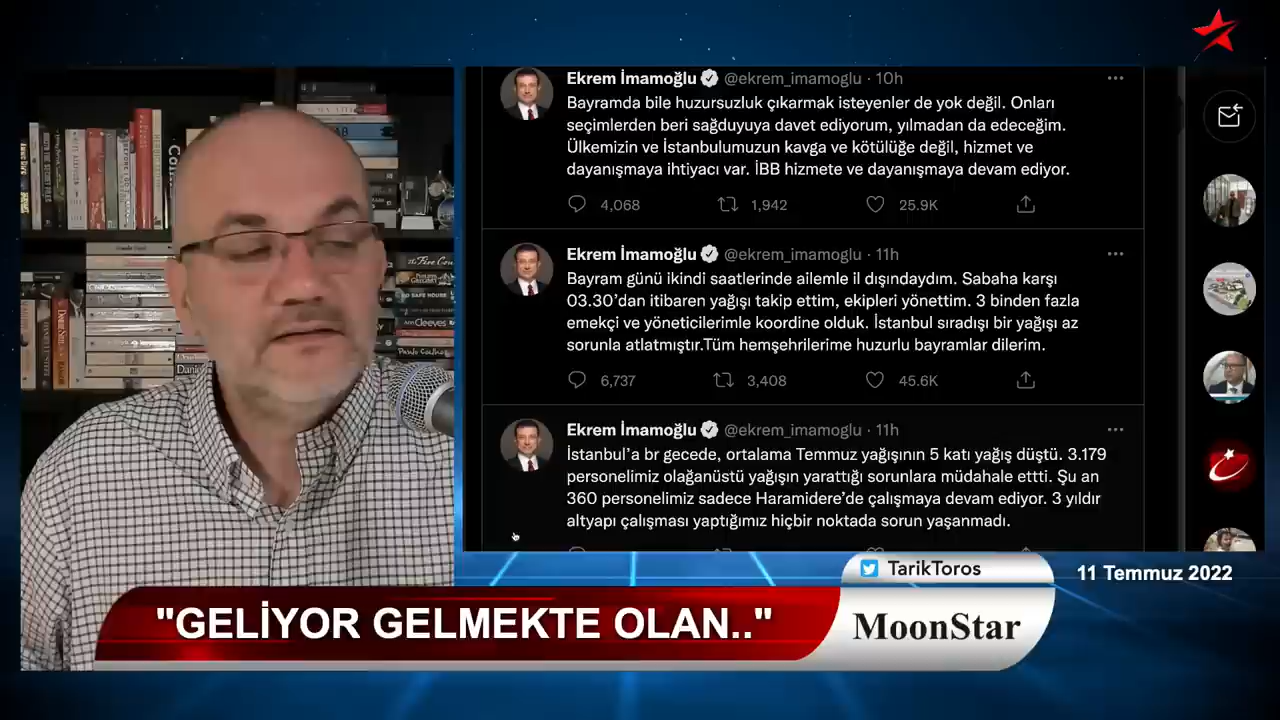 Ekrem İmamoğlu @ekrem_imamoglu · 10h
Bayramda bile huzursuzluk çıkarmak isteyenler de yok değil. Onları
seçimlerden beri sağduyuya davet ediyorum, yılmadan da edeceğim.
Ülkemizin ve İstanbulumuzun kavga ve kötülüğe değil, hizmet ve
dayanışmaya ihtiyacı var. İBB hizmete ve dayanışmaya devam ediyor.
4,068 1,942 25.9K
Ekrem İmamoğlu @ekrem_imamoglu · 11h
Bayram günü ikindi saatlerinde ailemle il dışındaydım. Sabaha karşı
03.30'dan itibaren yağışı takip ettim, ekipleri yönettim. 3 binden fazla
emekçi ve yöneticilerimle koordine olduk. İstanbul sıradışı bir yağışı az
sorunla atlatmıştır.Tüm hemşehrilerime huzurlu bayramlar dilerim.
6,737 3,408 45.6K
Ekrem İmamoğlu @ekrem_imamoglu · 11h
İstanbul'a br gecede, ortalama Temmuz yağışının 5 katı yağış düştü. 3.179
personelimiz olağanüstü yağışın yarattığı sorunlara müdahale ettti. Şu an
360 personelimiz sadece Haramidere'de çalışmaya devam ediyor. 3 yıldır
altyapı çalışması yaptığımız hiçbir noktada sorun yaşanmadı.
TarikToros
11 Temmuz 2022
"GELİYOR GELMEKTE OLAN.."
MoonStar
SAFE HOUSE
Ann Cleeves
Paulo Coelho